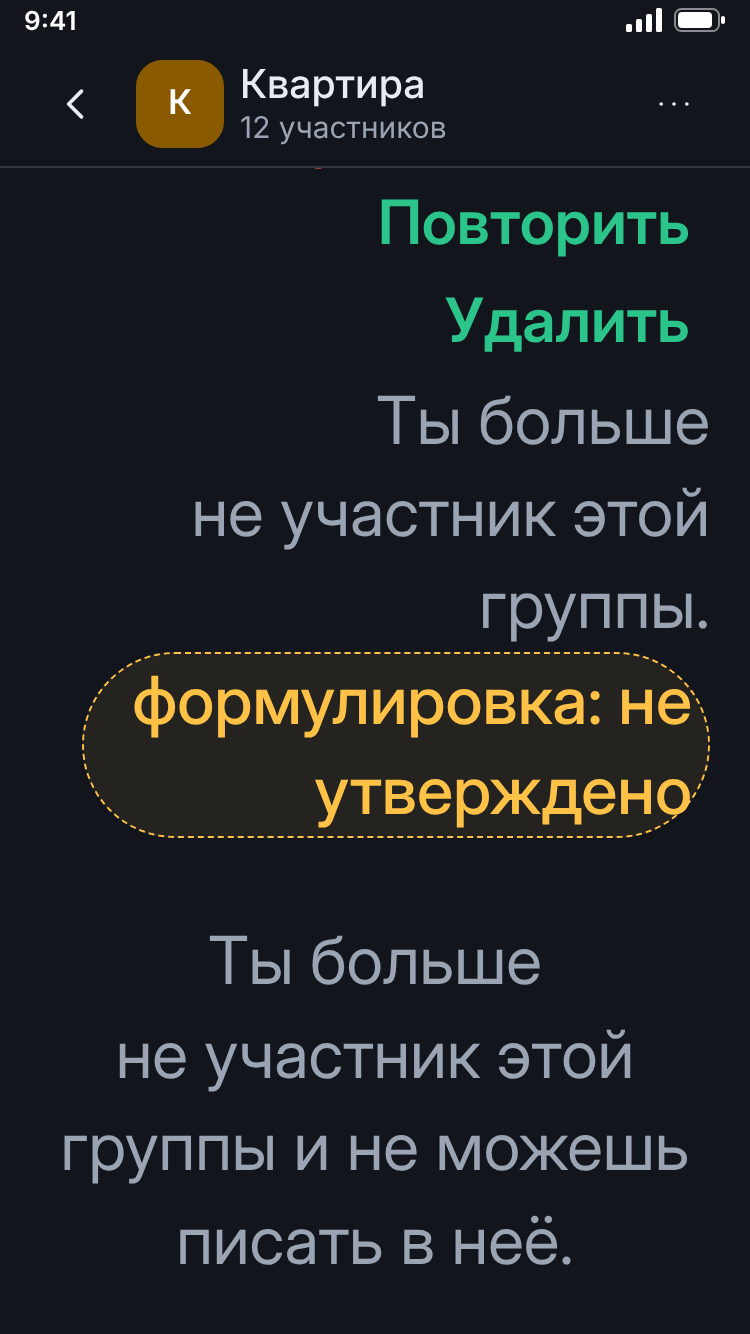 9:41
К
Квартира
12 участников
...
Повторить
Удалить
Ты больше
не участник этой
группы.
формулировка: не
утверждено
Ты больше
не участник этой
группы и не можешь
писать в неё.